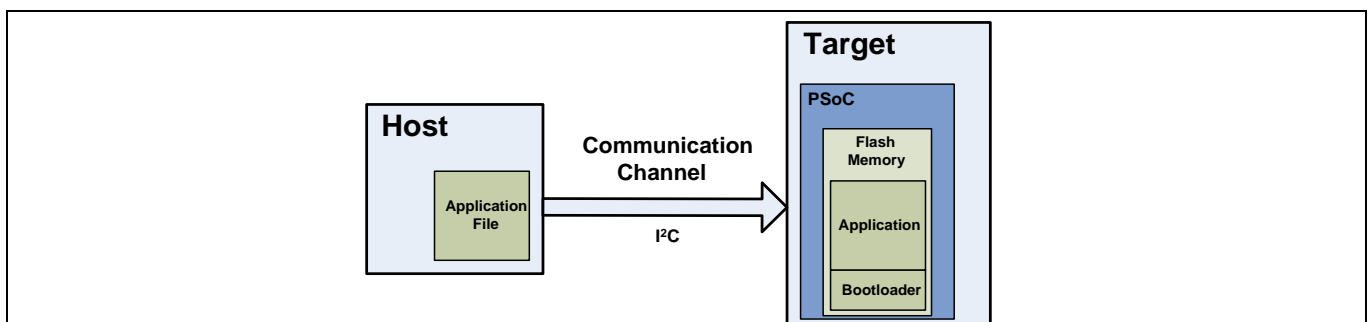 Target
PSoC
Host
Flash
Memory
Communication
Channel
Application
File
Application
I²C
Bootloader